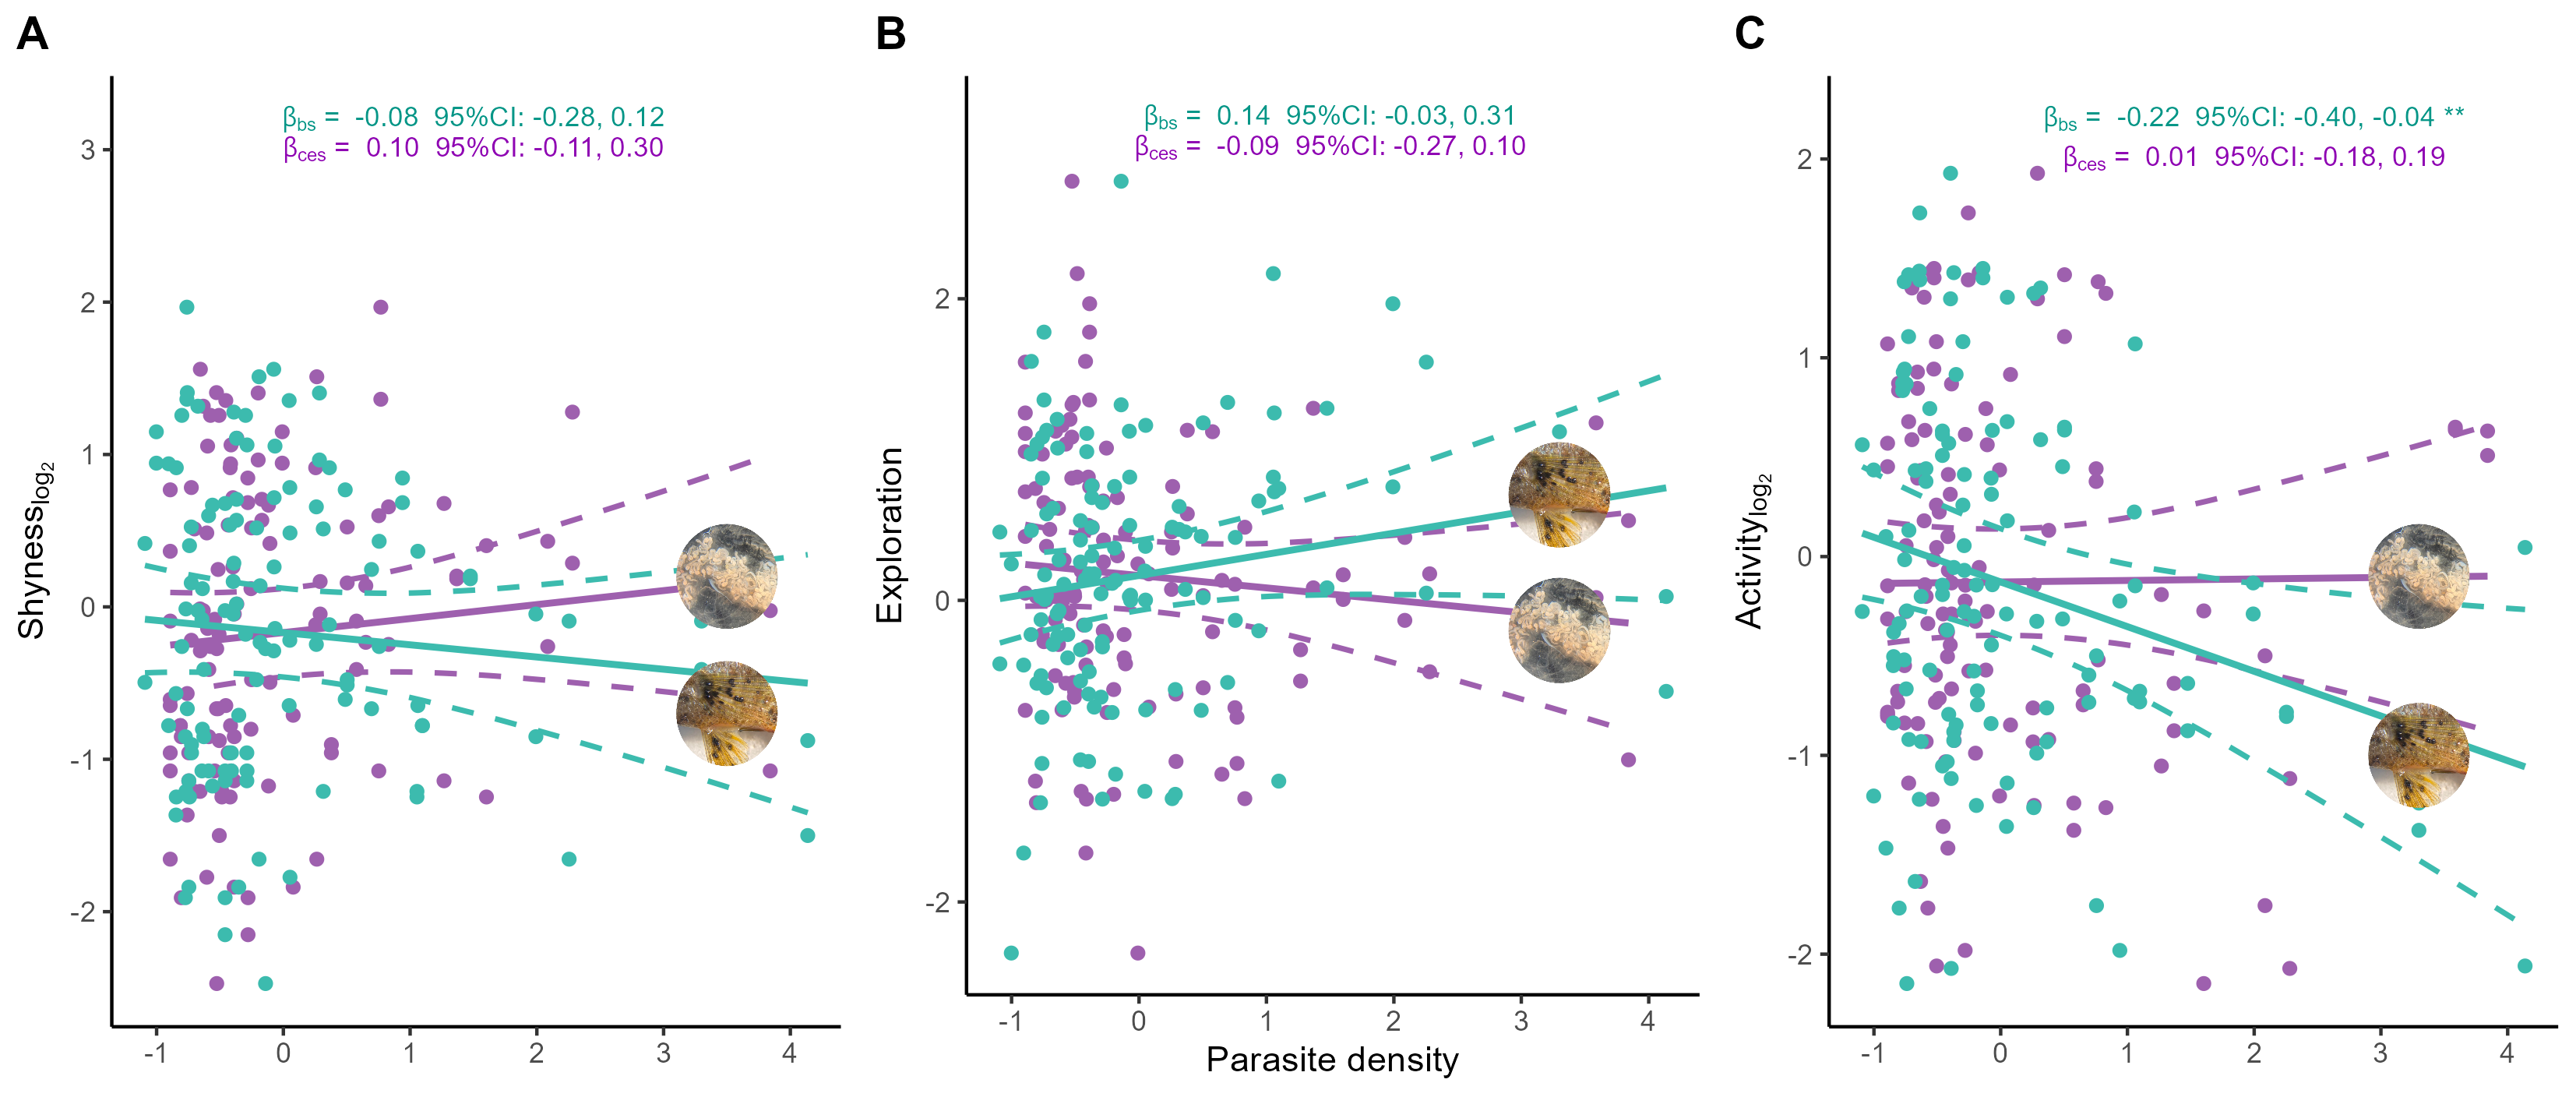 A
B
C
βbs = -0.08 95%CI: -0.28, 0.12
βces = 0.10 95%CI: -0.11, 0.30
βbs = 0.14 95%CI: -0.03, 0.31
βces = -0.09 95%CI: -0.27, 0.10
βbs = -0.22 95%CI: -0.40, -0.04 **
βces = 0.01 95%CI: -0.18, 0.19
Shynesslog2
3
2
1
0
-1
-2
-1
0
1
2
3
4
Exploration
2
0
-2
-1
0
1
2
3
4
Parasite density
Activitylog2
2
1
0
-1
-2
-1
0
1
2
3
4